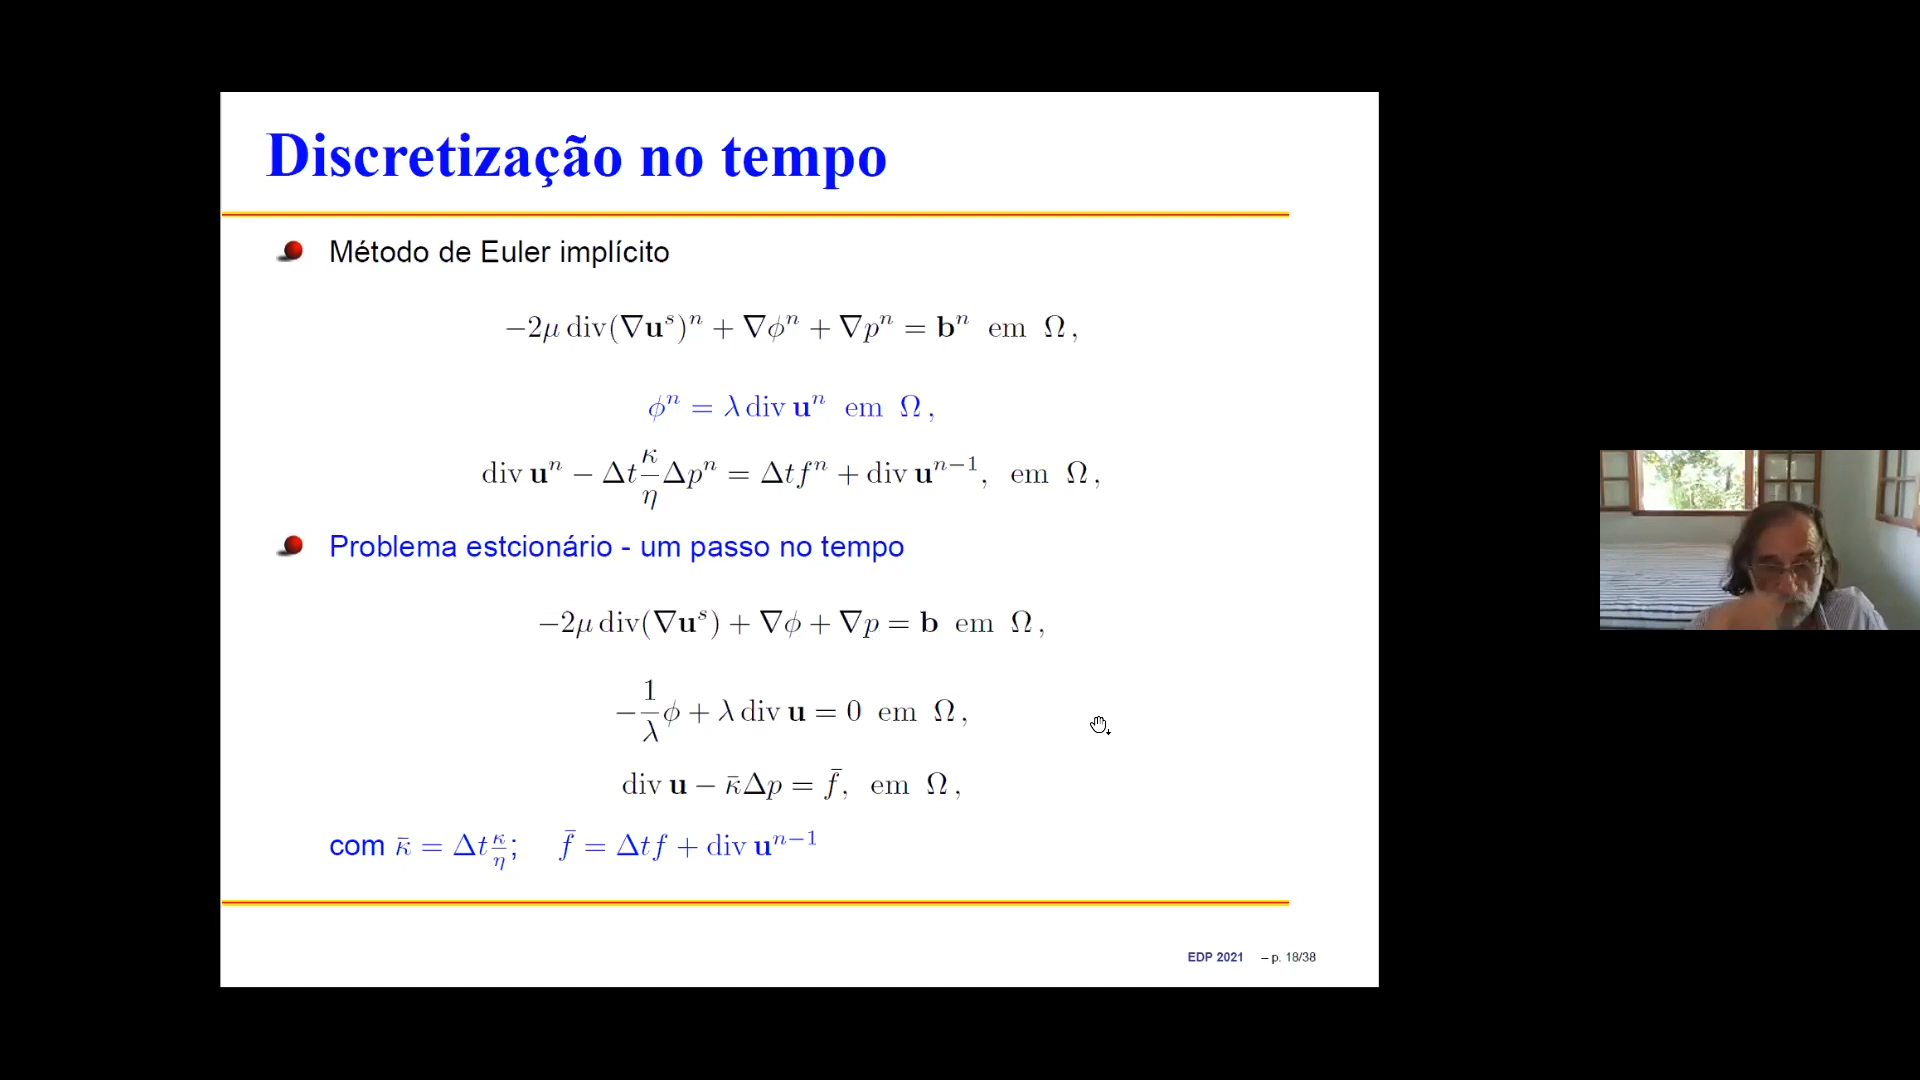 Discretização no tempo
Método de Euler implícito
−2μ div(∇u^s)^n + ∇ϕ^n + ∇p^n = b^n em Ω,
ϕ^n = λ div u^n em Ω,
div u^n − Δt κ/η Δp^n = Δtf^n + div u^{n−1}, em Ω,
Problema estcionário - um passo no tempo
−2μ div(∇u^s) + ∇ϕ + ∇p = b em Ω,
−1/λ ϕ + λ div u = 0 em Ω,
div u − κ̄Δp = f̄, em Ω,
com κ̄ = Δt κ/η; f̄ = Δtf + div u^{n−1}
EDP 2021 – p. 18/38